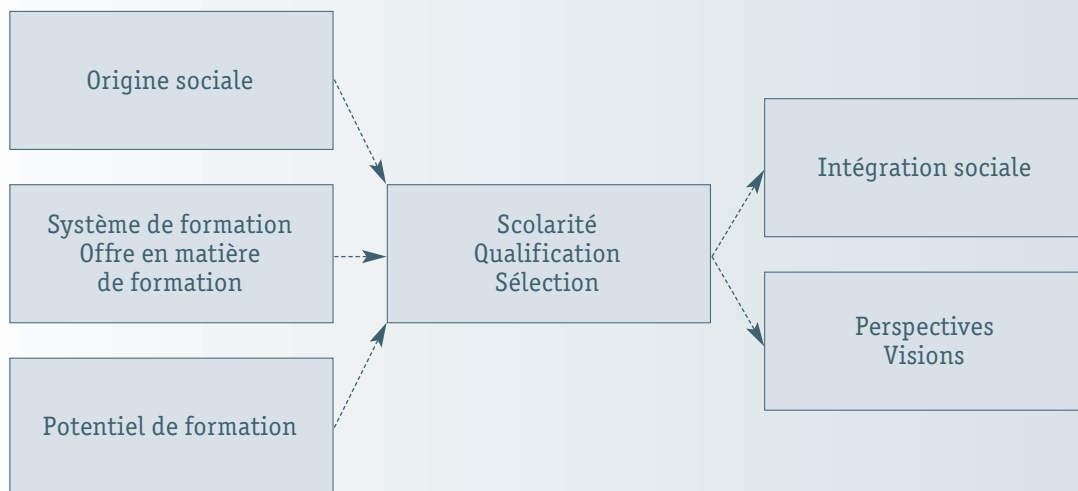 Origine sociale
Système de formation
Offre en matière
de formation
Potentiel de formation
Scolarité
Qualification
Sélection
Intégration sociale
Perspectives
Visions